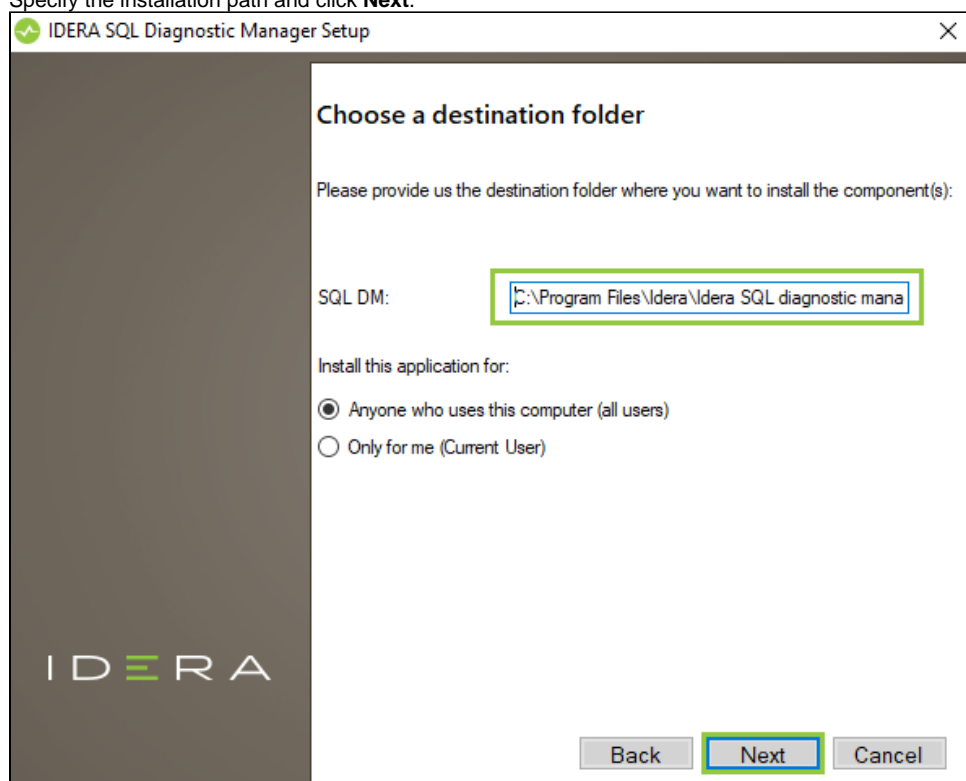 Specify the installation path and click Next.
IDERA SQL Diagnostic Manager Setup
Choose a destination folder
Please provide us the destination folder where you want to install the component(s):
SQL DM:
C:\Program Files\Idera\Idera SQL diagnostic mana
Install this application for:
Anyone who uses this computer (all users)
Only for me (Current User)
IDERA
Back Next Cancel